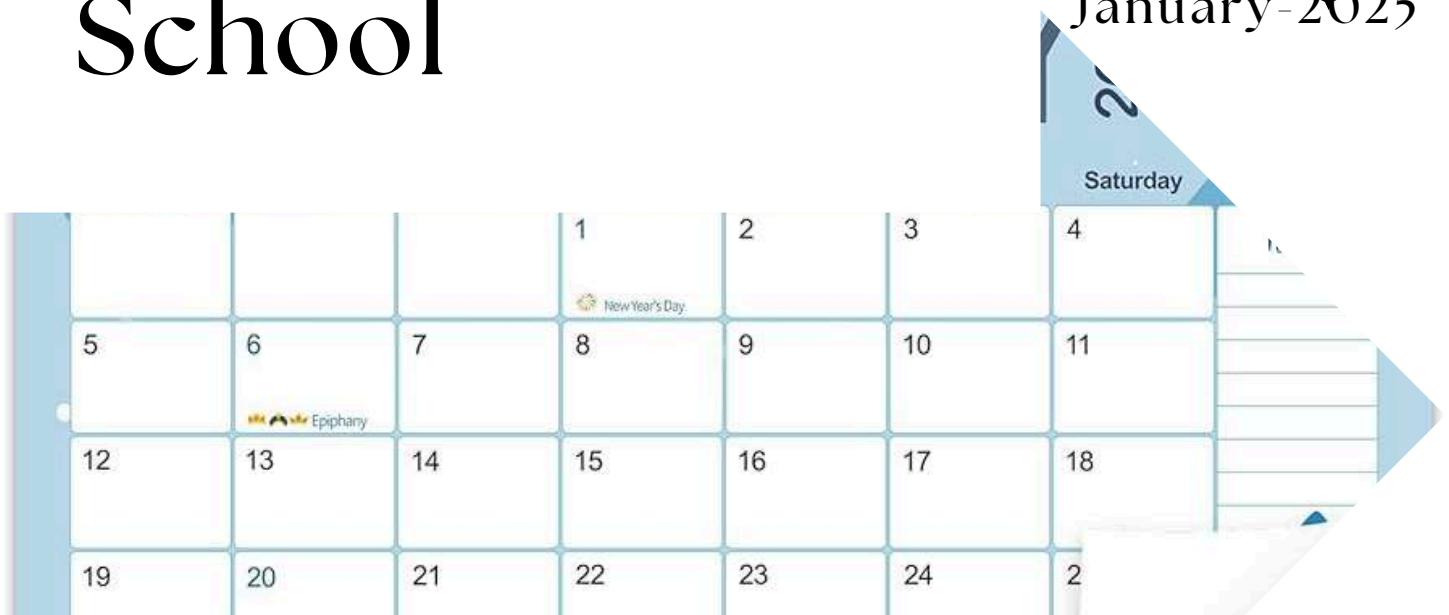 School
January-2025
Saturday
1 2 3 4
New Year's Day
5 6 7 8 9 10 11
Epiphany
12 13 14 15 16 17 18
19 20 21 22 23 24